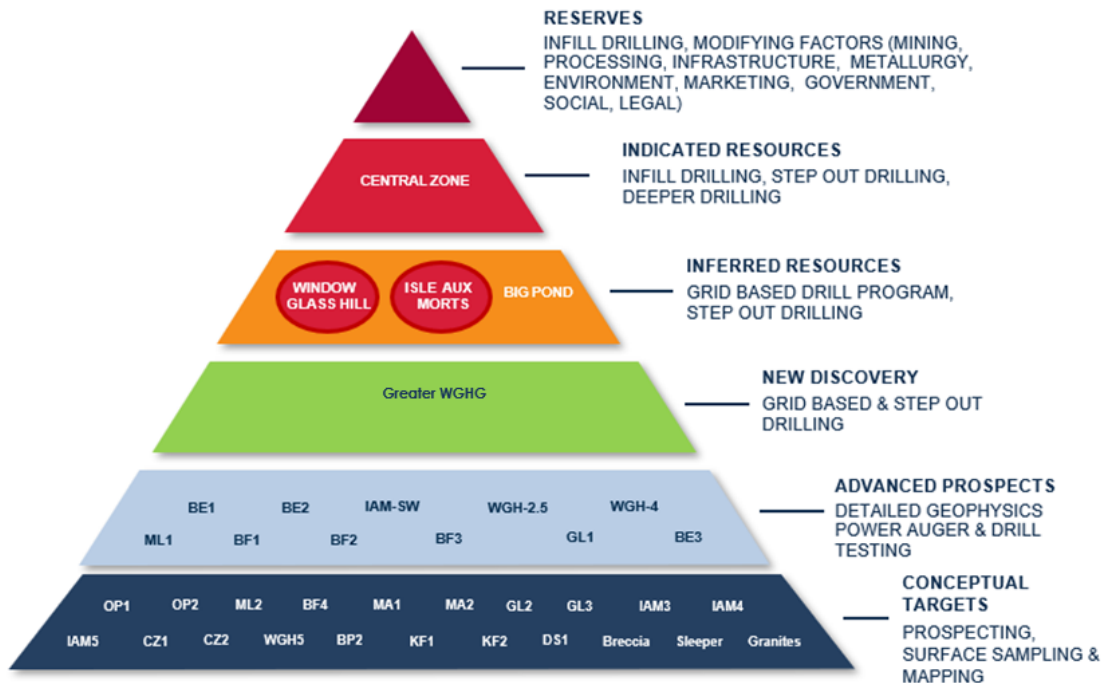 RESERVES
INFILL DRILLING, MODIFYING FACTORS (MINING,
PROCESSING, INFRASTRUCTURE, METALLURGY,
ENVIRONMENT, MARKETING, GOVERNMENT,
SOCIAL, LEGAL)
CENTRAL ZONE
INDICATED RESOURCES
INFILL DRILLING, STEP OUT DRILLING,
DEEPER DRILLING
WINDOW
GLASS HILL
ISLE AUX
MORTS
BIG POND
INFERRED RESOURCES
GRID BASED DRILL PROGRAM,
STEP OUT DRILLING
Greater WGHG
NEW DISCOVERY
GRID BASED & STEP OUT
DRILLING
BE1 BE2 IAM-SW WGH-2.5 WGH-4
ML1 BF1 BF2 BF3 GL1 BE3
ADVANCED PROSPECTS
DETAILED GEOPHYSICS
POWER AUGER & DRILL
TESTING
OP1 OP2 ML2 BF4 MA1 MA2 GL2 GL3 IAM3 IAM4
IAM5 CZ1 CZ2 WGH5 BP2 KF1 KF2 DS1 Breccia Sleeper Granites
CONCEPTUAL
TARGETS
PROSPECTING,
SURFACE SAMPLING &
MAPPING